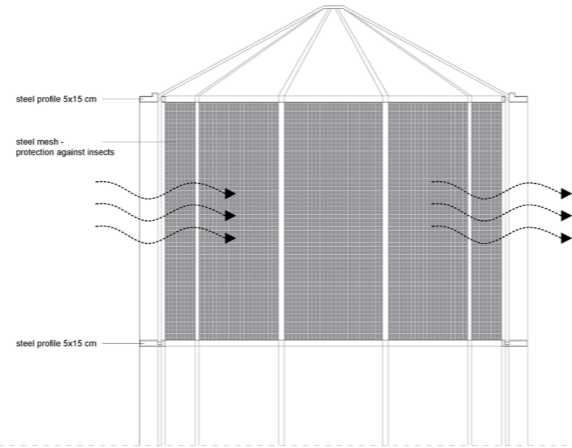 steel profile 5x15 cm
steel mesh -
protection against insects
steel profile 5x15 cm